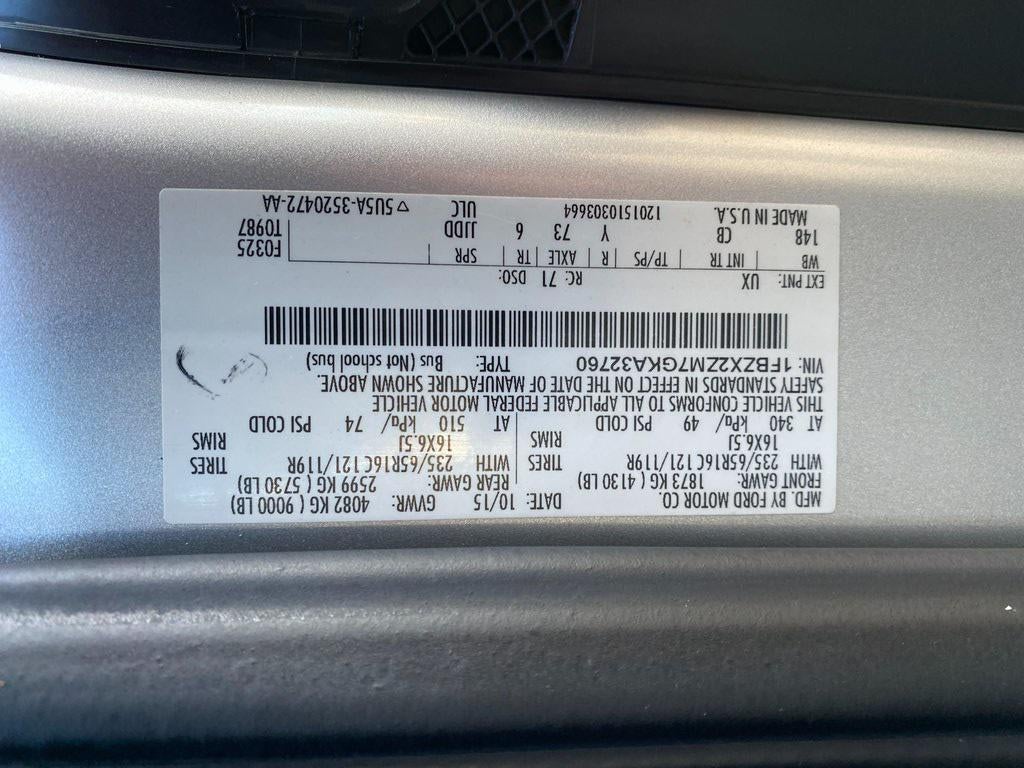 MFD. BY FORD MOTOR CO. DATE: 10/15 GVWR: 4082 KG ( 9000 LB)
FRONT GAWR: 1873 KG ( 4130 LB) REAR GAWR: 2599 KG ( 5730 LB)
WITH 235/65R16C 121/119R TIRES WITH 235/65R16C 121/119R TIRES
16X6.5J RIMS 16X6.5J RIMS
AT 340 kPa/ 49 PSI COLD AT 510 kPa/ 74 PSI COLD
THIS VEHICLE CONFORMS TO ALL APPLICABLE FEDERAL MOTOR VEHICLE
SAFETY STANDARDS IN EFFECT ON THE DATE OF MANUFACTURE SHOWN ABOVE.
VIN: 1FBZX2ZM7GKA32760 TYPE: Bus (Not school bus)
EXT PNT: UX RC: 71 DSO:
WB INT TR TP/PS R AXLE TR SPR F0325
148 CB Y 73 6 JJDD T0987
MADE IN U.S.A. 1201510303664 ULC ▽ 5U5A-3520472-AA